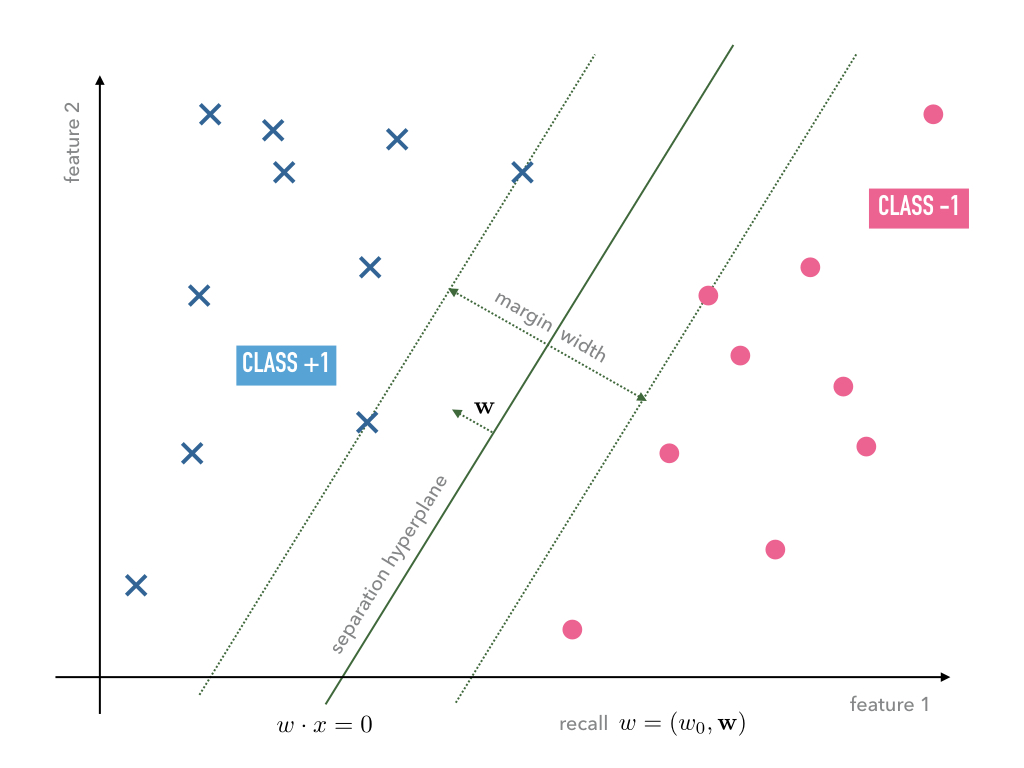 feature 2
CLASS -1
margin width
CLASS +1
w
separation hyperplane
feature 1
w · x = 0
recall w = (w₀, w)